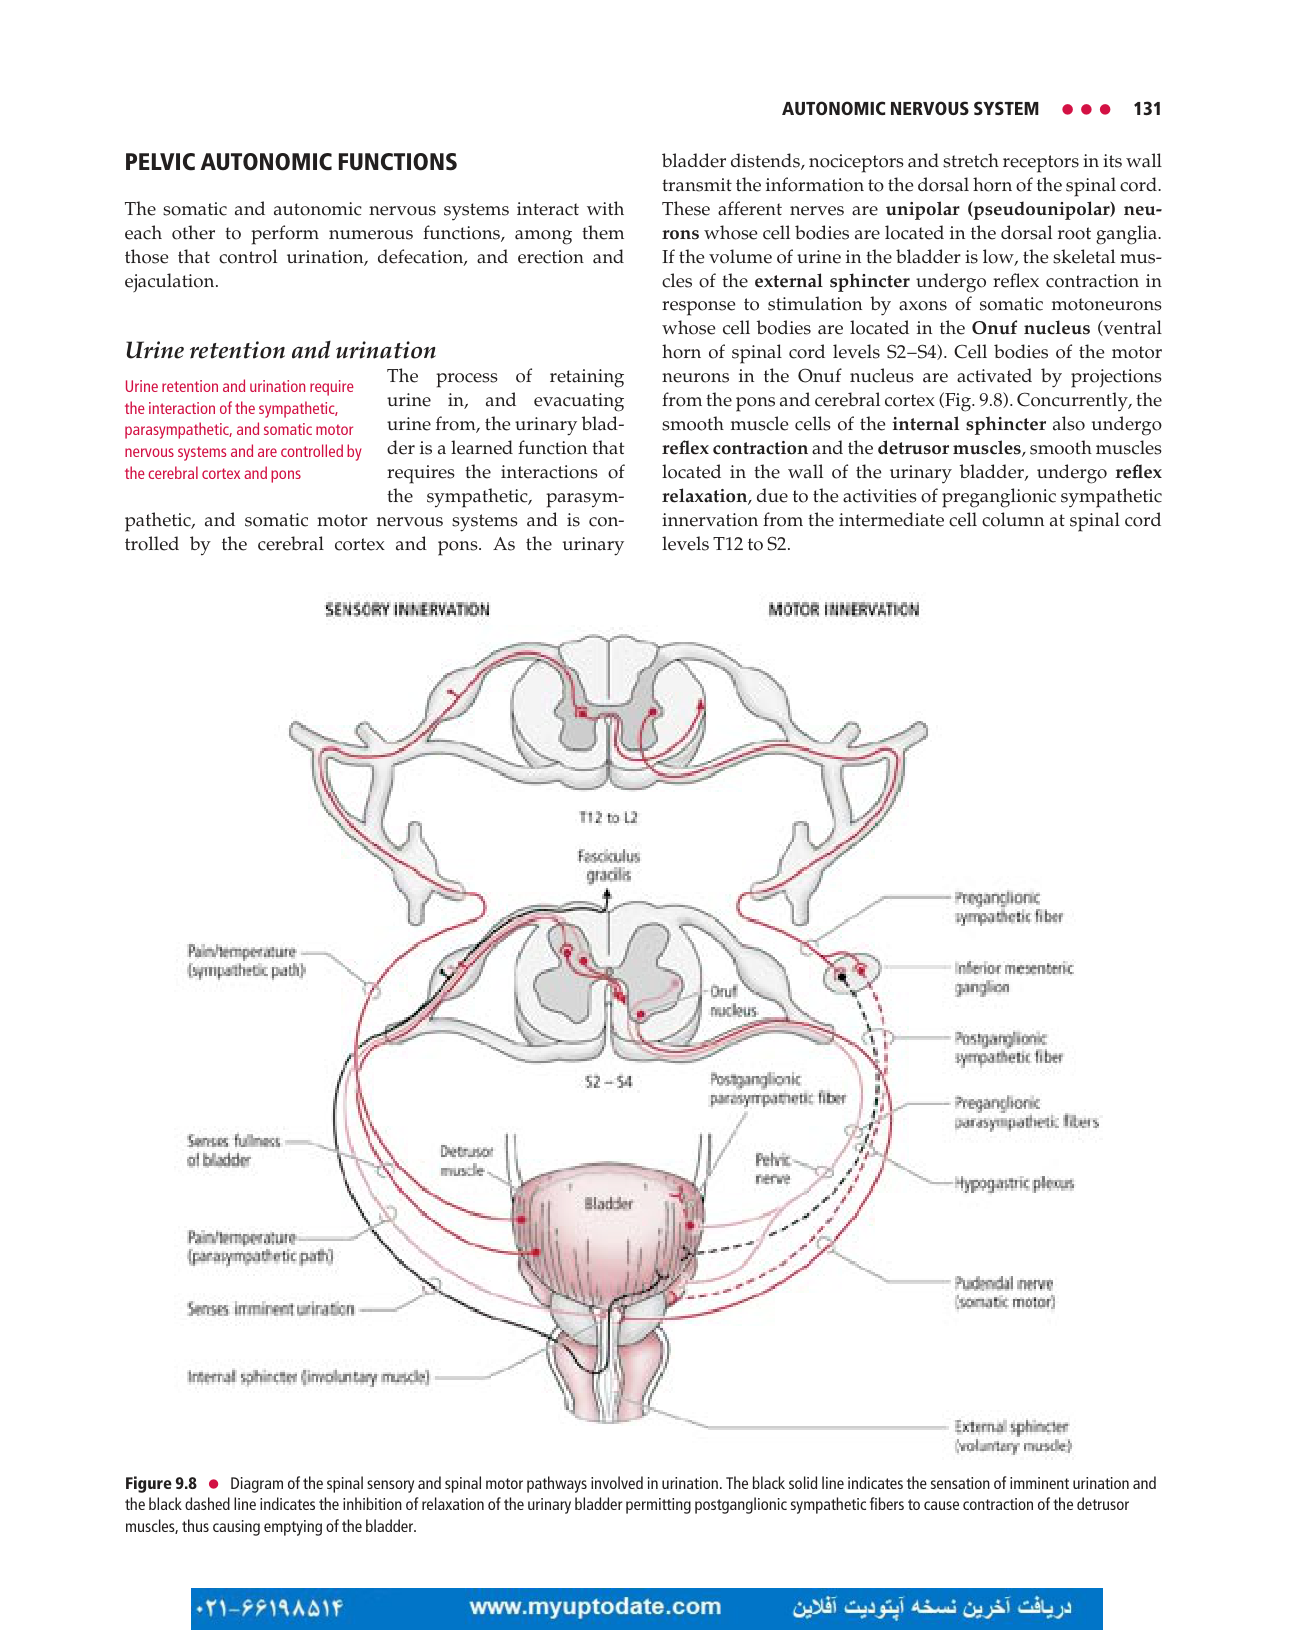 AUTONOMIC NERVOUS SYSTEM ● ● ● 131
PELVIC AUTONOMIC FUNCTIONS
The somatic and autonomic nervous systems interact with
each other to perform numerous functions, among them
those that control urination, defecation, and erection and
ejaculation.
Urine retention and urination
Urine retention and urination require
the interaction of the sympathetic,
parasympathetic, and somatic motor
nervous systems and are controlled by
the cerebral cortex and pons
The process of retaining
urine in, and evacuating
urine from, the urinary blad-
der is a learned function that
requires the interactions of
the sympathetic, parasym-
pathetic, and somatic motor nervous systems and is con-
trolled by the cerebral cortex and pons. As the urinary
bladder distends, nociceptors and stretch receptors in its wall
transmit the information to the dorsal horn of the spinal cord.
These afferent nerves are unipolar (pseudounipolar) neu-
rons whose cell bodies are located in the dorsal root ganglia.
If the volume of urine in the bladder is low, the skeletal mus-
cles of the external sphincter undergo reflex contraction in
response to stimulation by axons of somatic motoneurons
whose cell bodies are located in the Onuf nucleus (ventral
horn of spinal cord levels S2–S4). Cell bodies of the motor
neurons in the Onuf nucleus are activated by projections
from the pons and cerebral cortex (Fig. 9.8). Concurrently, the
smooth muscle cells of the internal sphincter also undergo
reflex contraction and the detrusor muscles, smooth muscles
located in the wall of the urinary bladder, undergo reflex
relaxation, due to the activities of preganglionic sympathetic
innervation from the intermediate cell column at spinal cord
levels T12 to S2.
SENSORY INNERVATION
MOTOR INNERVATION
T12 to L2
Fasciculus
gracilis
Preganglionic
sympathetic fiber
Pain/temperature
(sympathetic path)
Inferior mesenteric
ganglion
Onuf
nucleus
Postganglionic
sympathetic fiber
S2 – S4
Postganglionic
parasympathetic fiber
Preganglionic
parasympathetic fibers
Senses fullness
of bladder
Detrusor
muscle
Pelvic
nerve
Hypogastric plexus
Bladder
Pain/temperature
(parasympathetic path)
Pudendal nerve
(somatic motor)
Senses imminent urination
Internal sphincter (involuntary muscle)
External sphincter
(voluntary muscle)
Figure 9.8 ● Diagram of the spinal sensory and spinal motor pathways involved in urination. The black solid line indicates the sensation of imminent urination and
the black dashed line indicates the inhibition of relaxation of the urinary bladder permitting postganglionic sympathetic fibers to cause contraction of the detrusor
muscles, thus causing emptying of the bladder.
۰۲۱-۶۶۱۹۸۵۱۴ www.myuptodate.com دریافت آخرین نسخه آپتودیت آفلاین